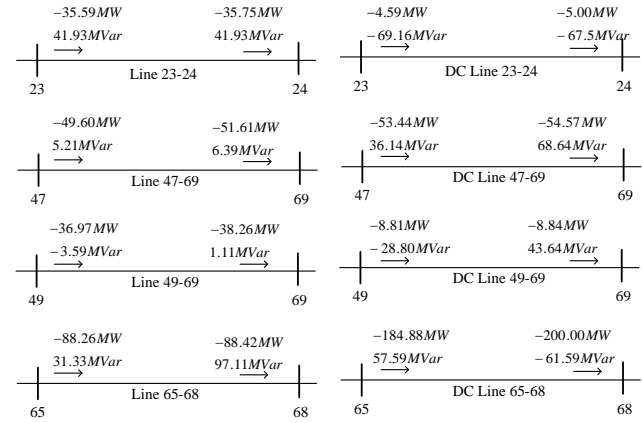 −35.59MW −35.75MW
41.93MVar 41.93MVar
Line 23-24
23 24
−4.59MW −5.00MW
−69.16MVar −67.5MVar
DC Line 23-24
23 24
−49.60MW −51.61MW
5.21MVar 6.39MVar
Line 47-69
47 69
−53.44MW −54.57MW
36.14MVar 68.64MVar
DC Line 47-69
47 69
−36.97MW −38.26MW
−3.59MVar 1.11MVar
Line 49-69
49 69
−8.81MW −8.84MW
−28.80MVar 43.64MVar
DC Line 49-69
49 69
−88.26MW −88.42MW
31.33MVar 97.11MVar
Line 65-68
65 68
−184.88MW −200.00MW
57.59MVar −61.59MVar
DC Line 65-68
65 68